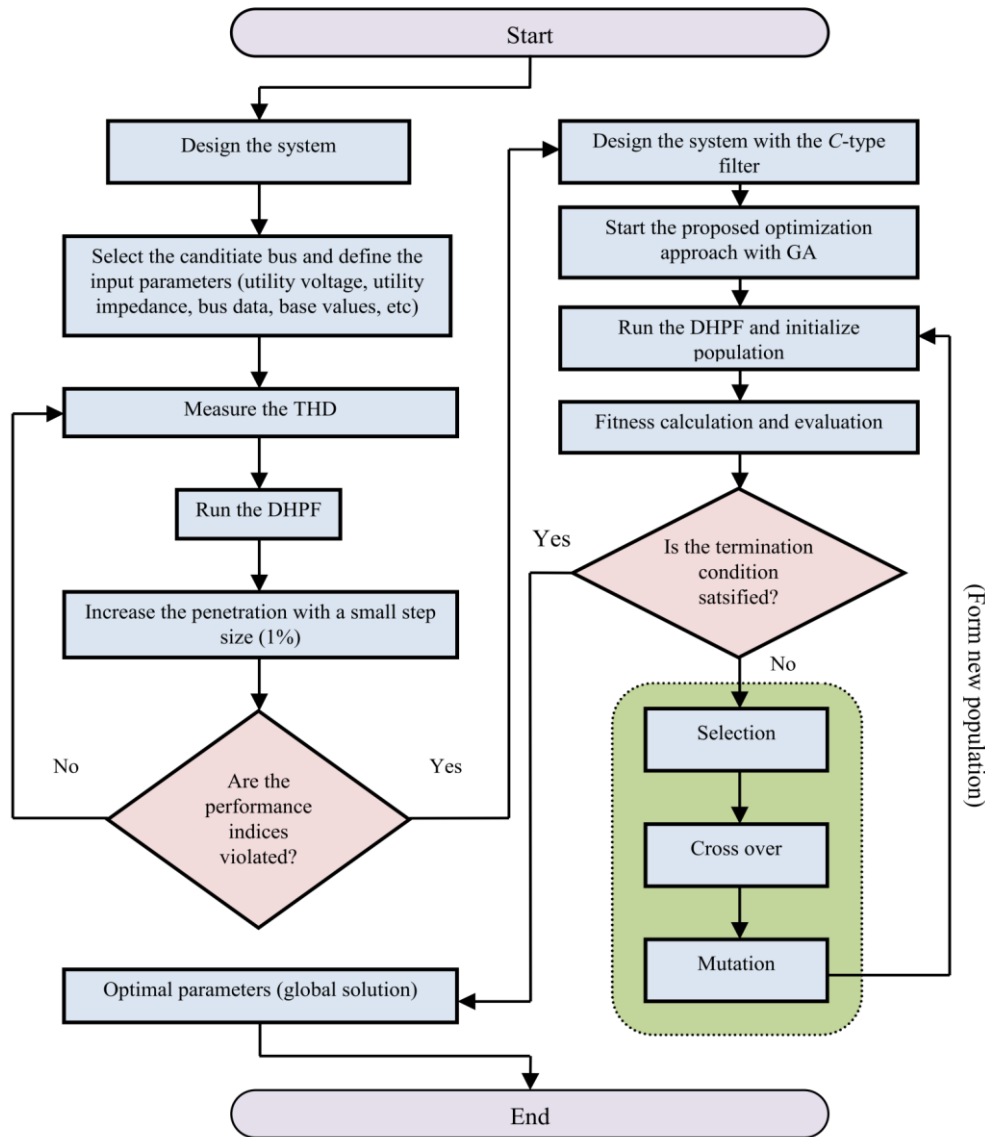 Start
Design the system
Select the canditiate bus and define the
input parameters (utility voltage, utility
impedance, bus data, base values, etc)
Measure the THD
Run the DHPF
Increase the penetration with a small step
size (1%)
No
Yes
Are the
performance
indices
violated?
Optimal parameters (global solution)
Design the system with the C-type
filter
Start the proposed optimization
approach with GA
Run the DHPF and initialize
population
Fitness calculation and evaluation
Yes
Is the termination
condition
satsified?
No
Selection
Cross over
Mutation
(Form new population)
End